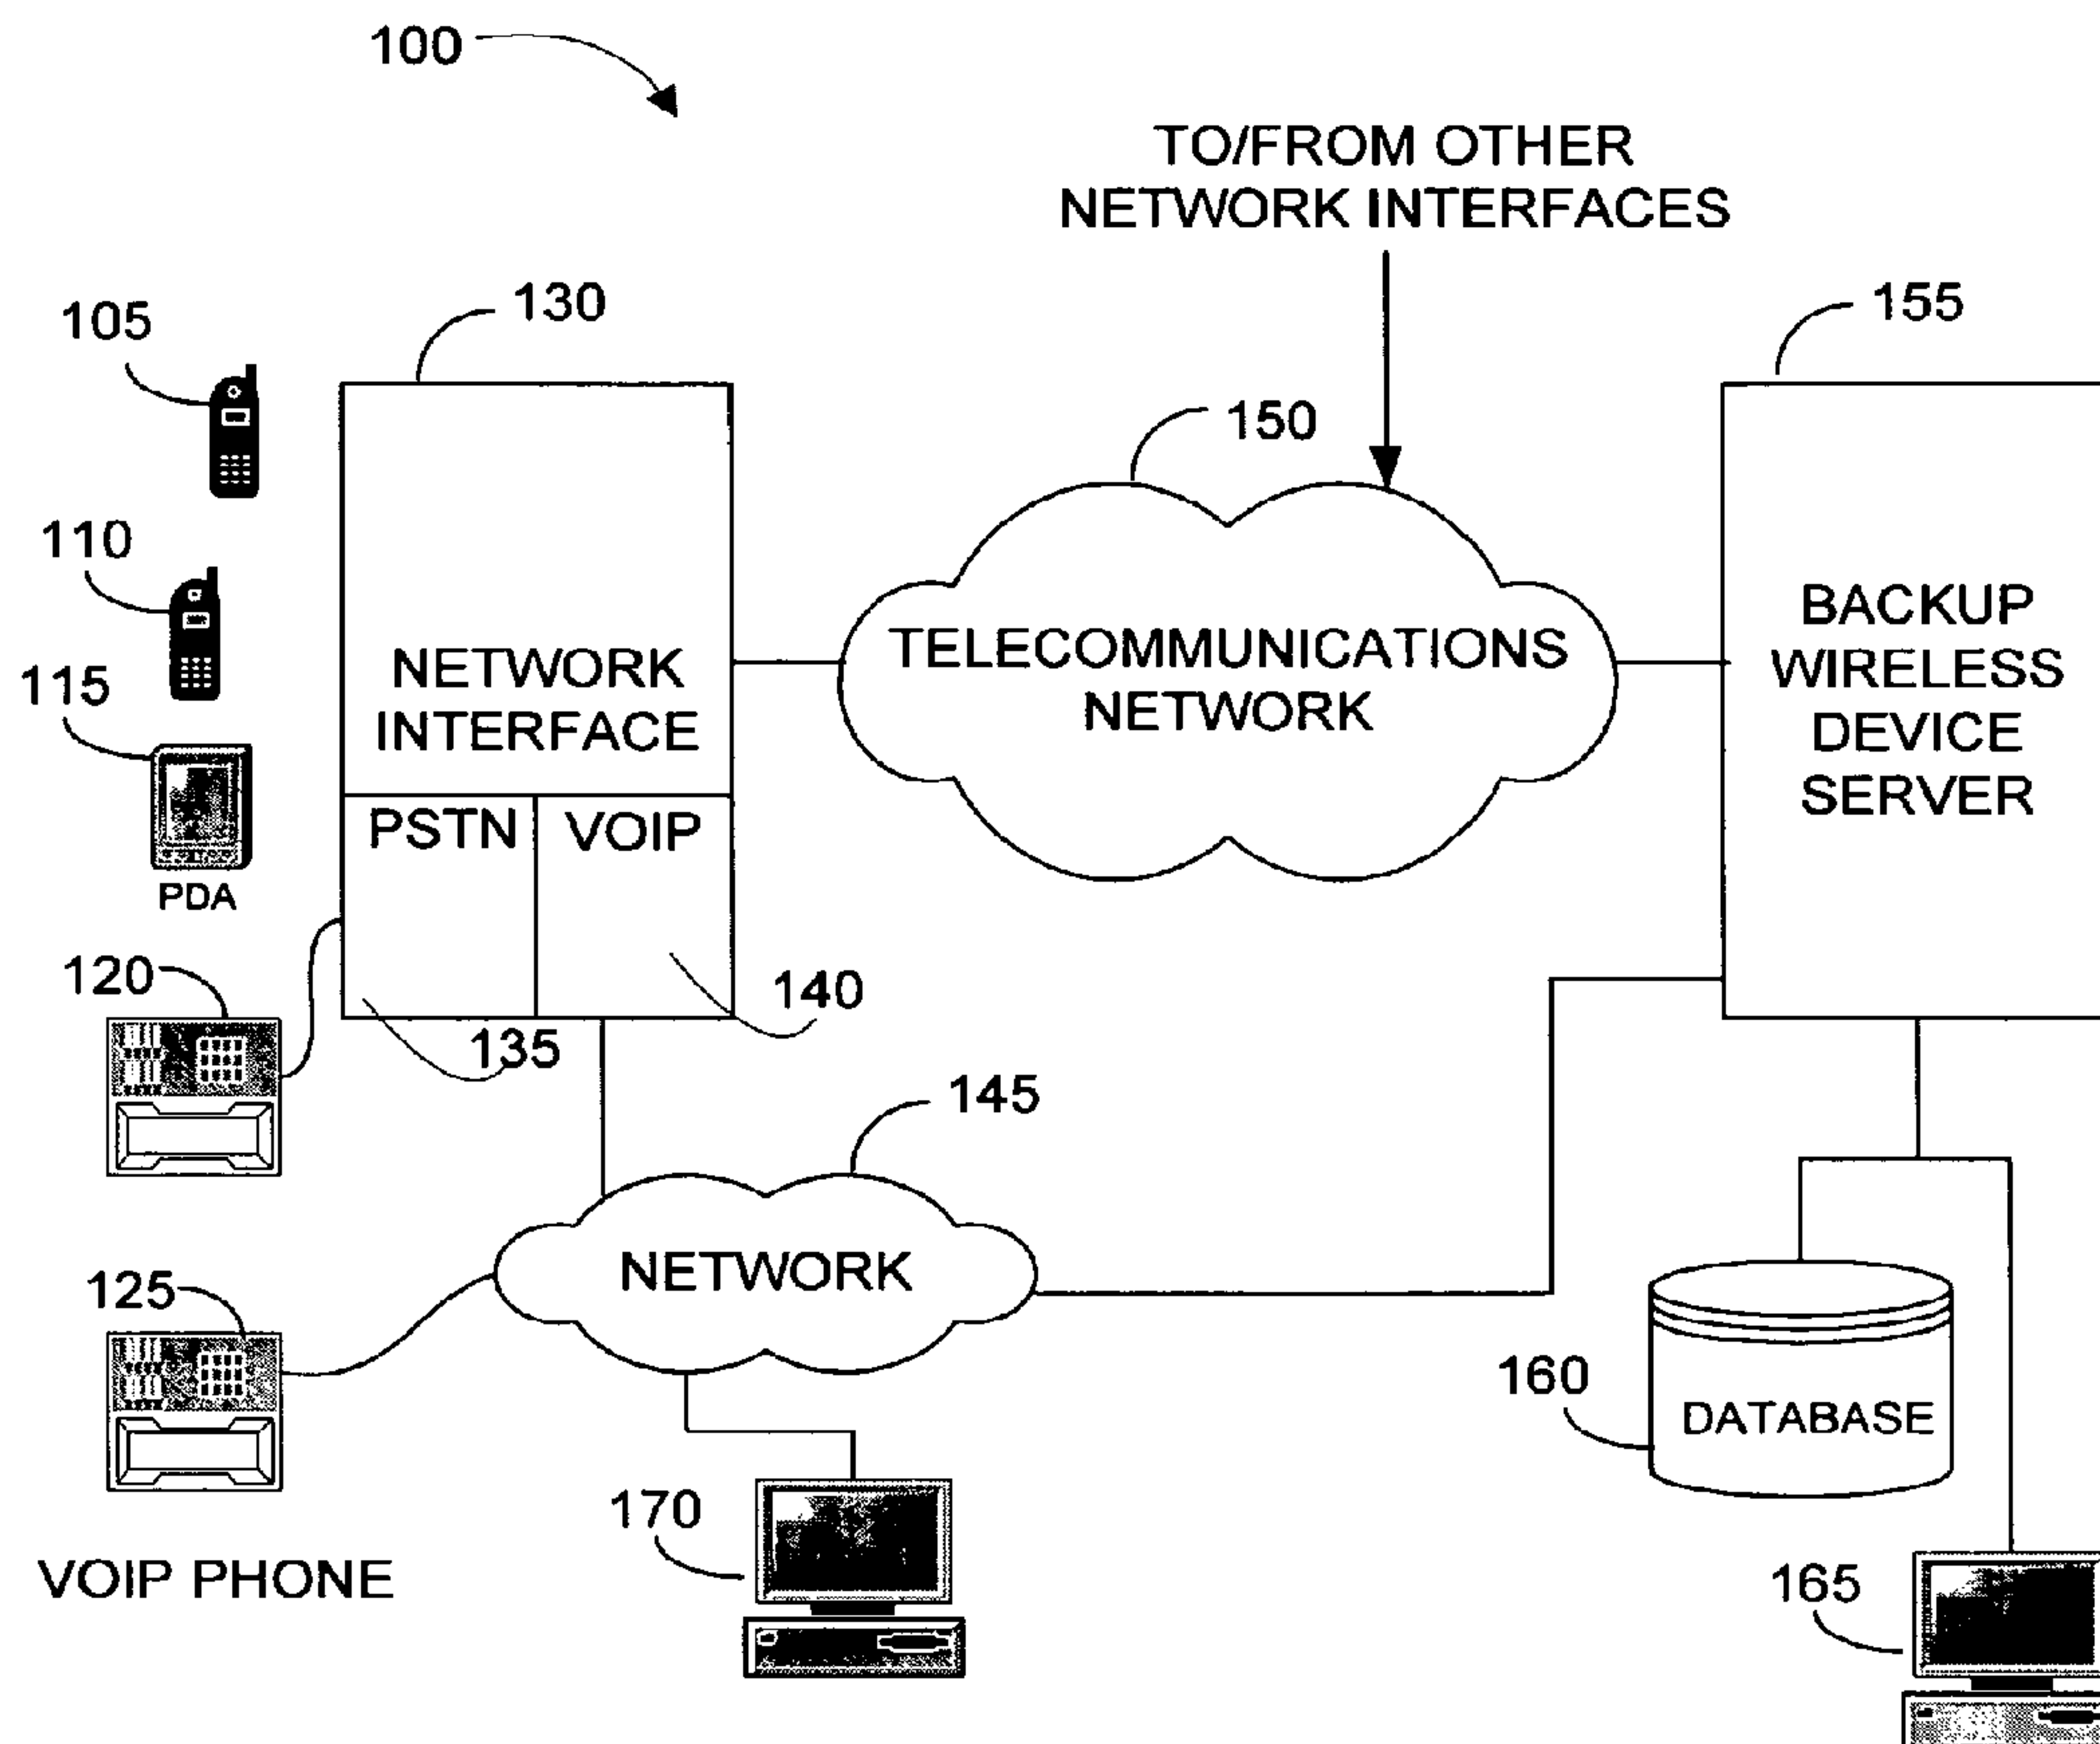 100
TO/FROM OTHER
NETWORK INTERFACES
105
130
155
150
110
115
NETWORK
INTERFACE
TELECOMMUNICATIONS
NETWORK
BACKUP
WIRELESS
DEVICE
SERVER
PSTN
VOIP
PDA
120
140
135
145
NETWORK
125
160
DATABASE
170
VOIP PHONE
165